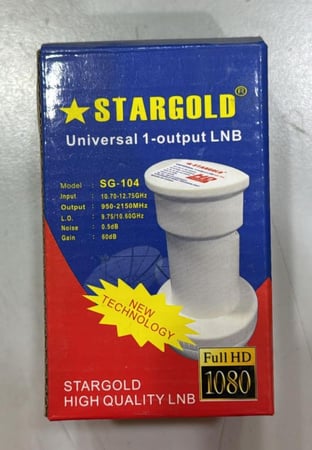 ★ STARGOLD®
Universal 1-output LNB
Model : SG-104
Input : 10.70-12.75GHz
Output : 950-2150MHz
L.O. : 9.75/10.60GHz
Noise : 0.5dB
Gain : 60dB
STARGOLD
NEW
TECHNOLOGY
STARGOLD
HIGH QUALITY LNB
Full HD
1080